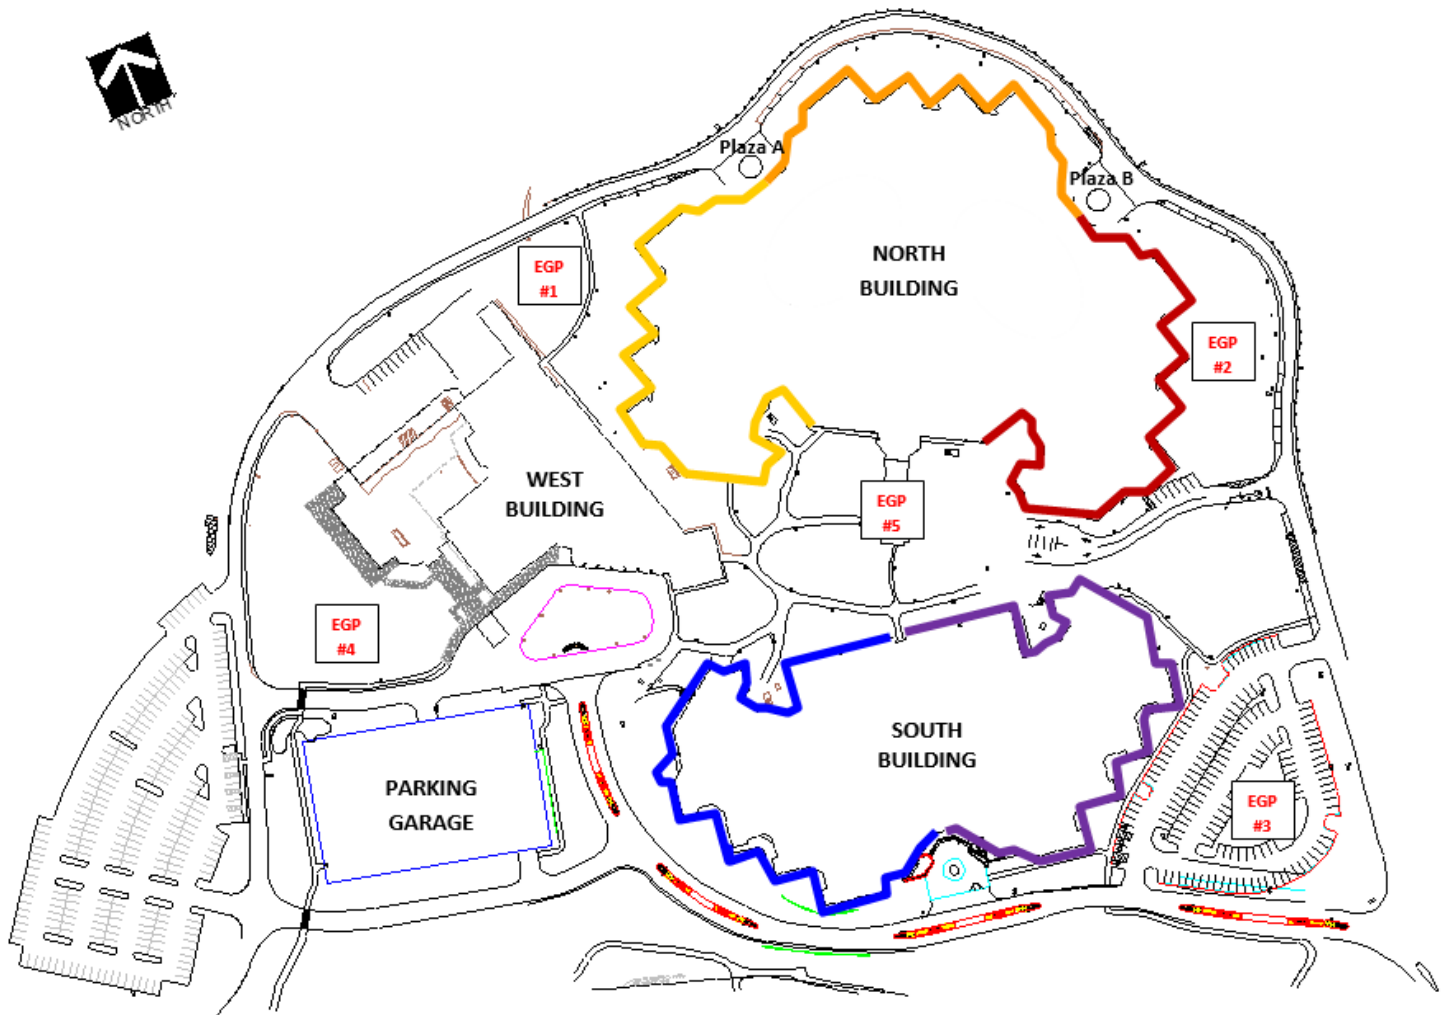 NORTH
Plaza A
Plaza B
NORTH
BUILDING
EGP
#1
EGP
#2
WEST
BUILDING
EGP
#5
EGP
#4
SOUTH
BUILDING
PARKING
GARAGE
EGP
#3